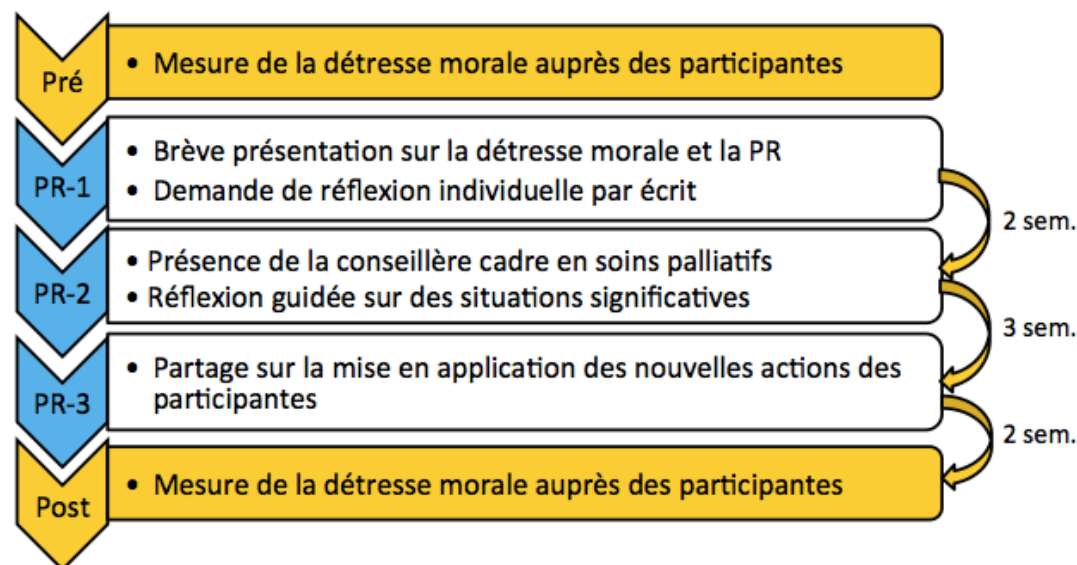 Pré
• Mesure de la détresse morale auprès des participantes
PR-1
• Brève présentation sur la détresse morale et la PR
• Demande de réflexion individuelle par écrit
2 sem.
PR-2
• Présence de la conseillère cadre en soins palliatifs
• Réflexion guidée sur des situations significatives
3 sem.
PR-3
• Partage sur la mise en application des nouvelles actions des
participantes
2 sem.
Post
• Mesure de la détresse morale auprès des participantes